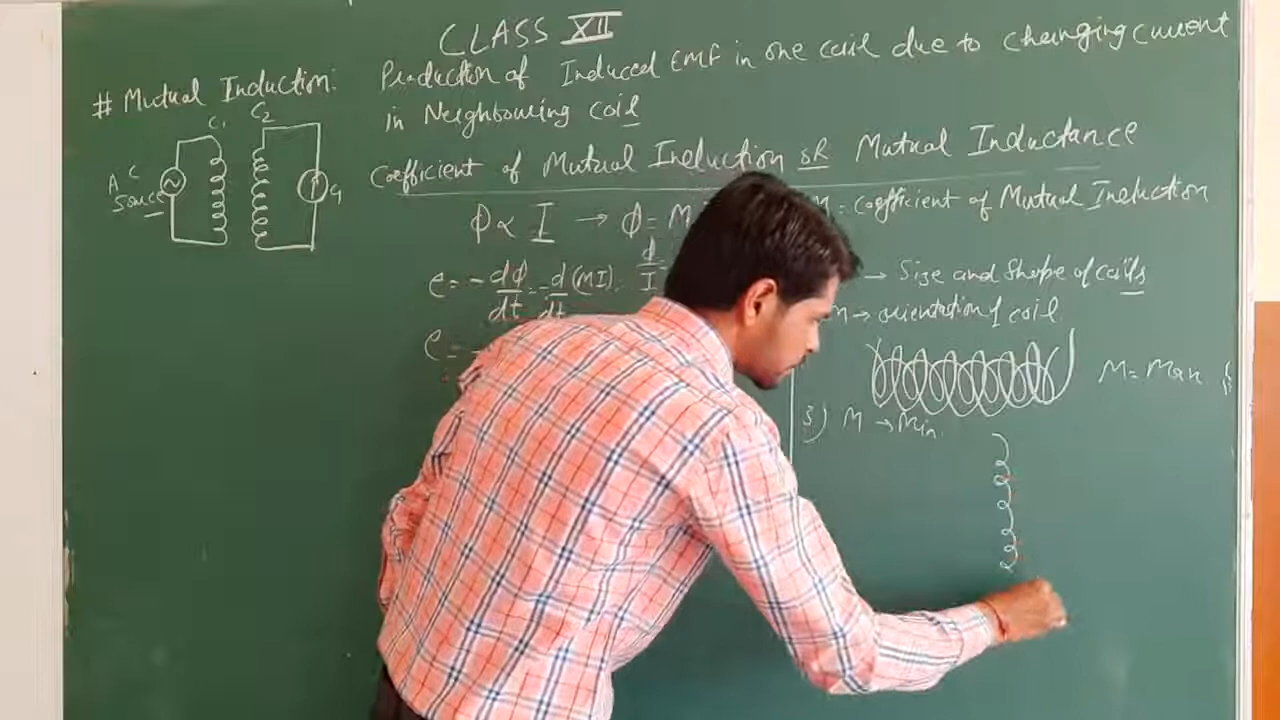 CLASS XII
# Mutual Induction: Production of Induced EMF in one coil due to changing current
in Neighbouring coil
C1 C2
AC Source
G
Coefficient of Mutual Induction OR Mutual Inductance
ϕ ∝ I → ϕ = M
M = coefficient of Mutual Induction
e = - dϕ/dt = - d/dt (MI)
→ Size and Shape of coils
M → orientation of coil
e = -
M = Max
3) M → Min.